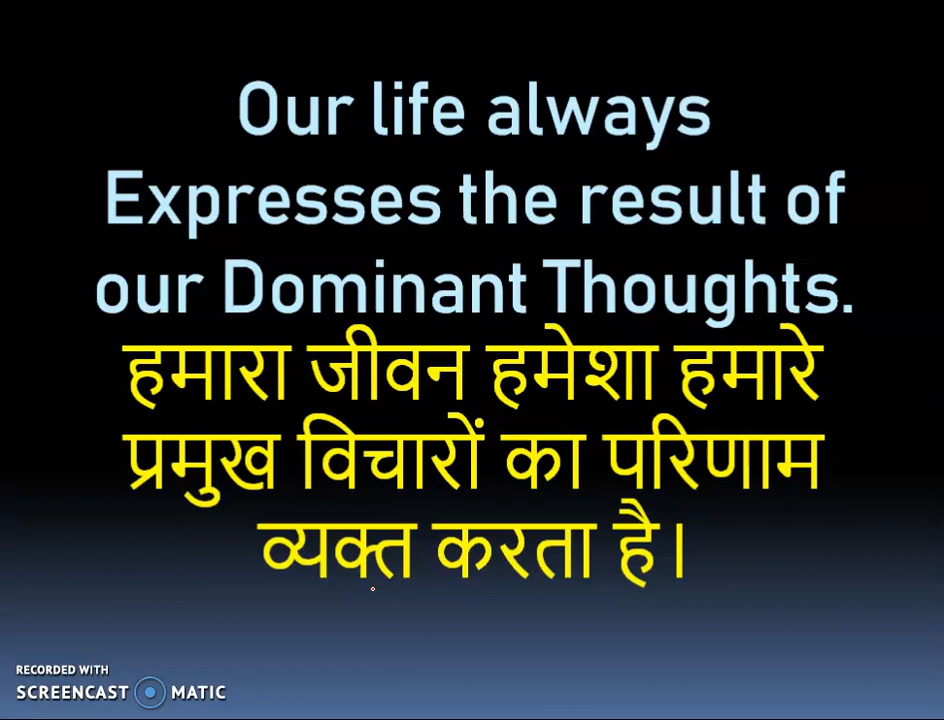 Our life always
Expresses the result of
our Dominant Thoughts.
हमारा जीवन हमेशा हमारे
प्रमुख विचारों का परिणाम
व्यक्त करता है।
RECORDED WITH
SCREENCAST MATIC